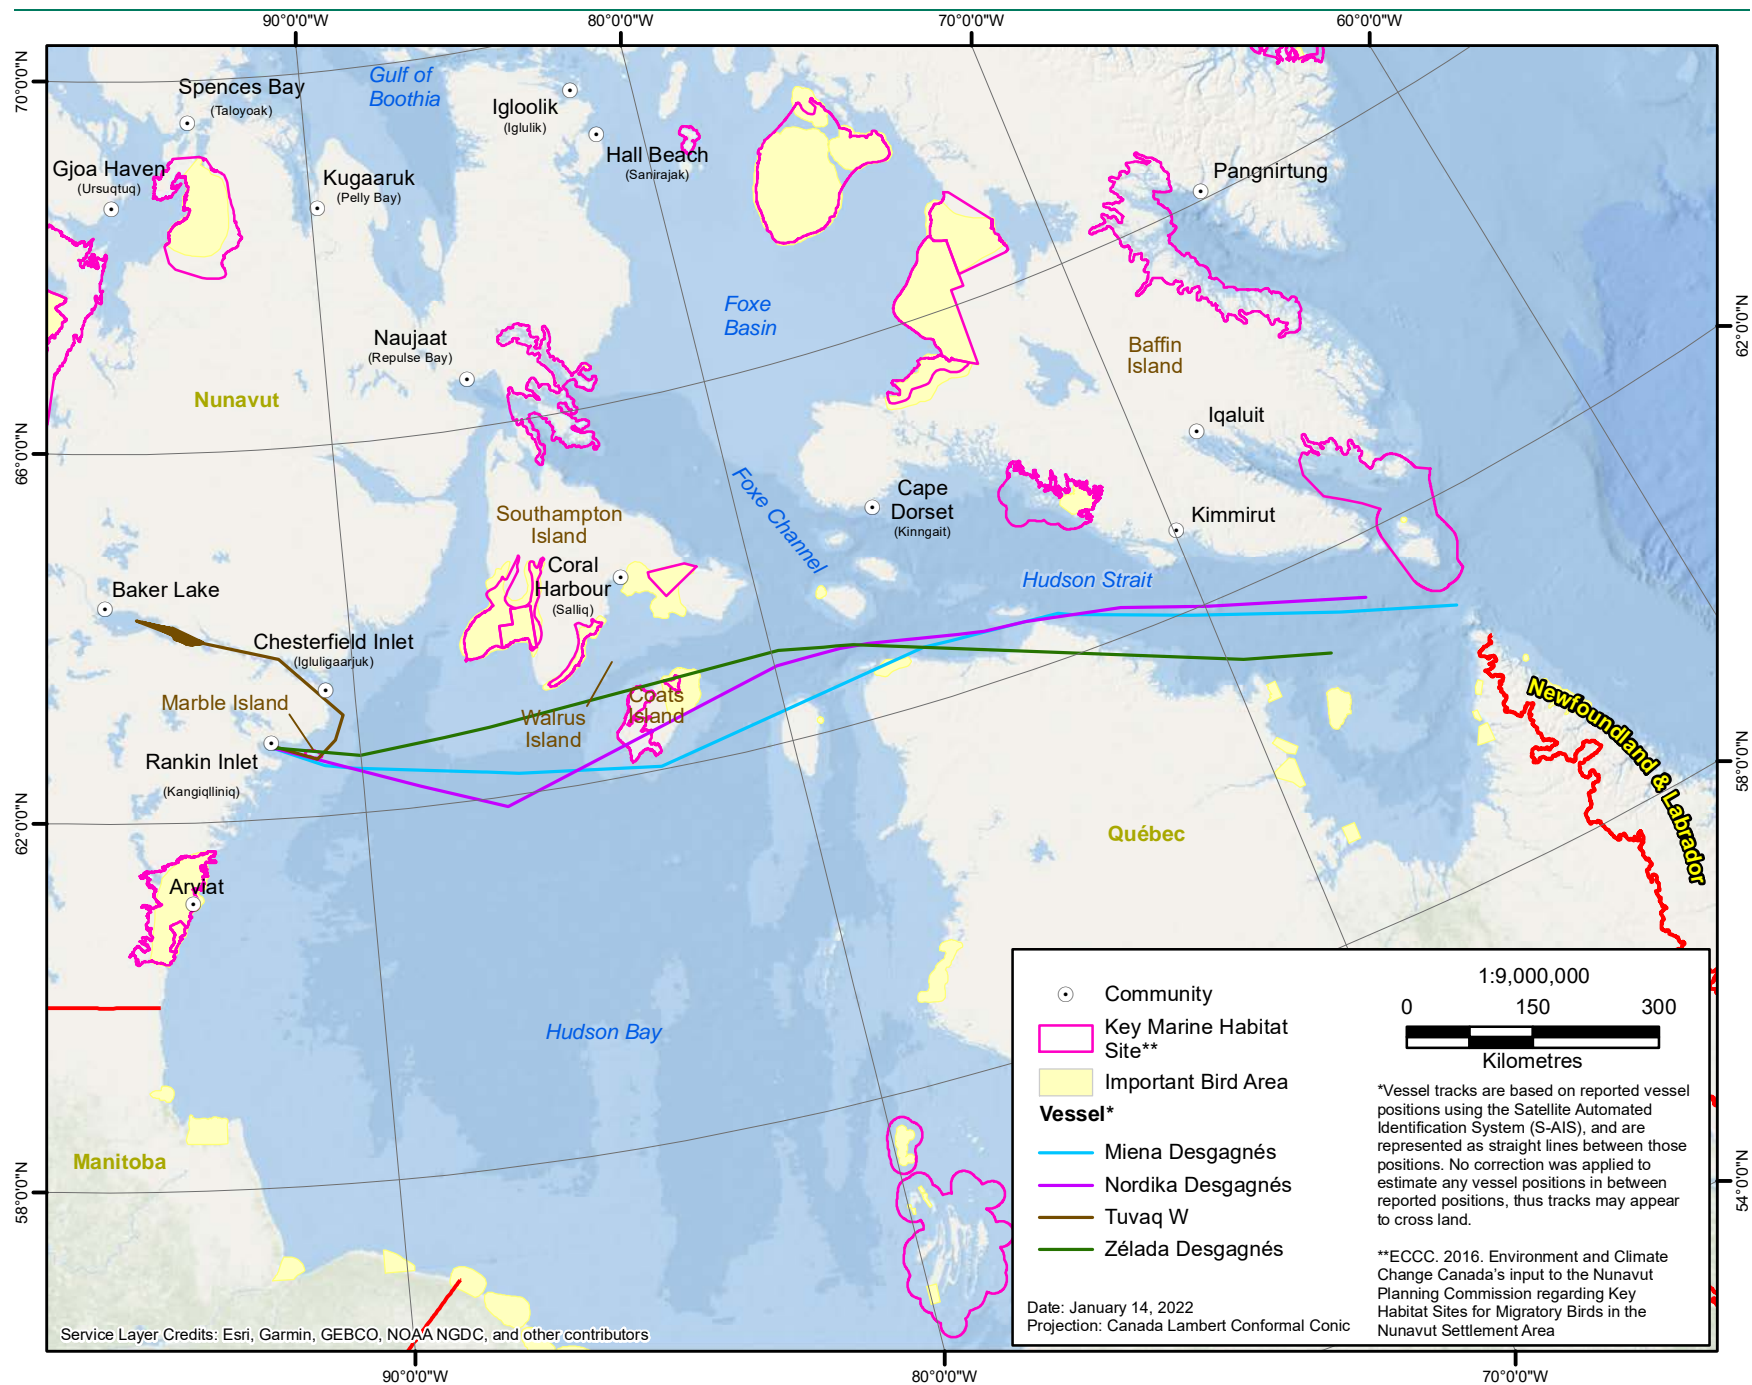 90°0'0"W
80°0'0"W
70°0'0"W
60°0'0"W
70°0'0"N
66°0'0"N
62°0'0"N
58°0'0"N
62°0'0"N
58°0'0"N
54°0'0"N
90°0'0"W
80°0'0"W
70°0'0"W
Spences Bay
(Taloyoak)
Gulf of
Boothia
Igloolik
(Iglulik)
Hall Beach
(Sanirajak)
Gjoa Haven
(Ursuqtuq)
Kugaaruk
(Pelly Bay)
Pangnirtung
Naujaat
(Repulse Bay)
Foxe
Basin
Baffin
Island
Nunavut
Iqaluit
Foxe Channel
Cape
Dorset
(Kinngait)
Kimmirut
Southampton
Island
Coral
Harbour
(Salliq)
Hudson Strait
Baker Lake
Chesterfield Inlet
(Igluligaarjuk)
Marble Island
Walrus
Island
Coats
Island
Rankin Inlet
(Kangiqlliniq)
Newfoundland & Labrador
Québec
Arviat
Hudson Bay
Manitoba
Community
Key Marine Habitat
Site**
Important Bird Area
Vessel*
Miena Desgagnés
Nordika Desgagnés
Tuvaq W
Zélada Desgagnés
Date: January 14, 2022
Projection: Canada Lambert Conformal Conic
1:9,000,000
0 150 300
Kilometres
*Vessel tracks are based on reported vessel
positions using the Satellite Automated
Identification System (S-AIS), and are
represented as straight lines between those
positions. No correction was applied to
estimate any vessel positions in between
reported positions, thus tracks may appear
to cross land.
**ECCC. 2016. Environment and Climate
Change Canada's input to the Nunavut
Planning Commission regarding Key
Habitat Sites for Migratory Birds in the
Nunavut Settlement Area
Service Layer Credits: Esri, Garmin, GEBCO, NOAA NGDC, and other contributors